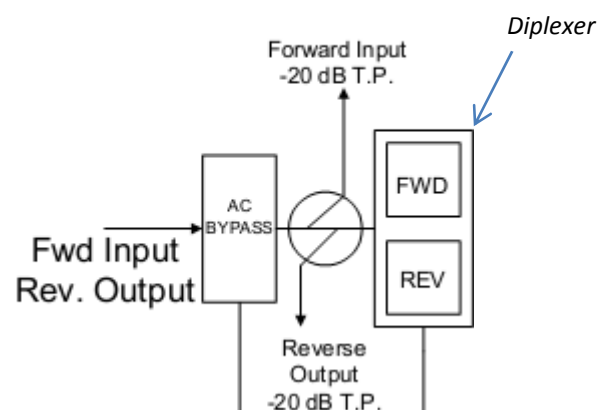 Diplexer
Forward Input
-20 dB T.P.
AC
BYPASS
FWD
Fwd Input
Rev. Output
REV
Reverse
Output
-20 dB T.P.